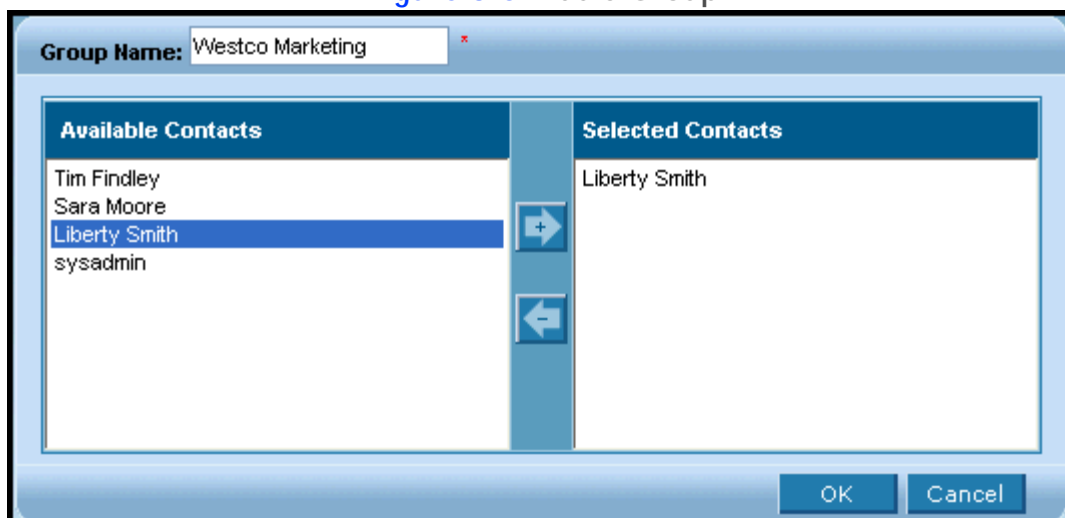 Group Name: Westco Marketing *
Available Contacts
Tim Findley
Sara Moore
Liberty Smith
sysadmin
+
-
Selected Contacts
Liberty Smith
OK Cancel